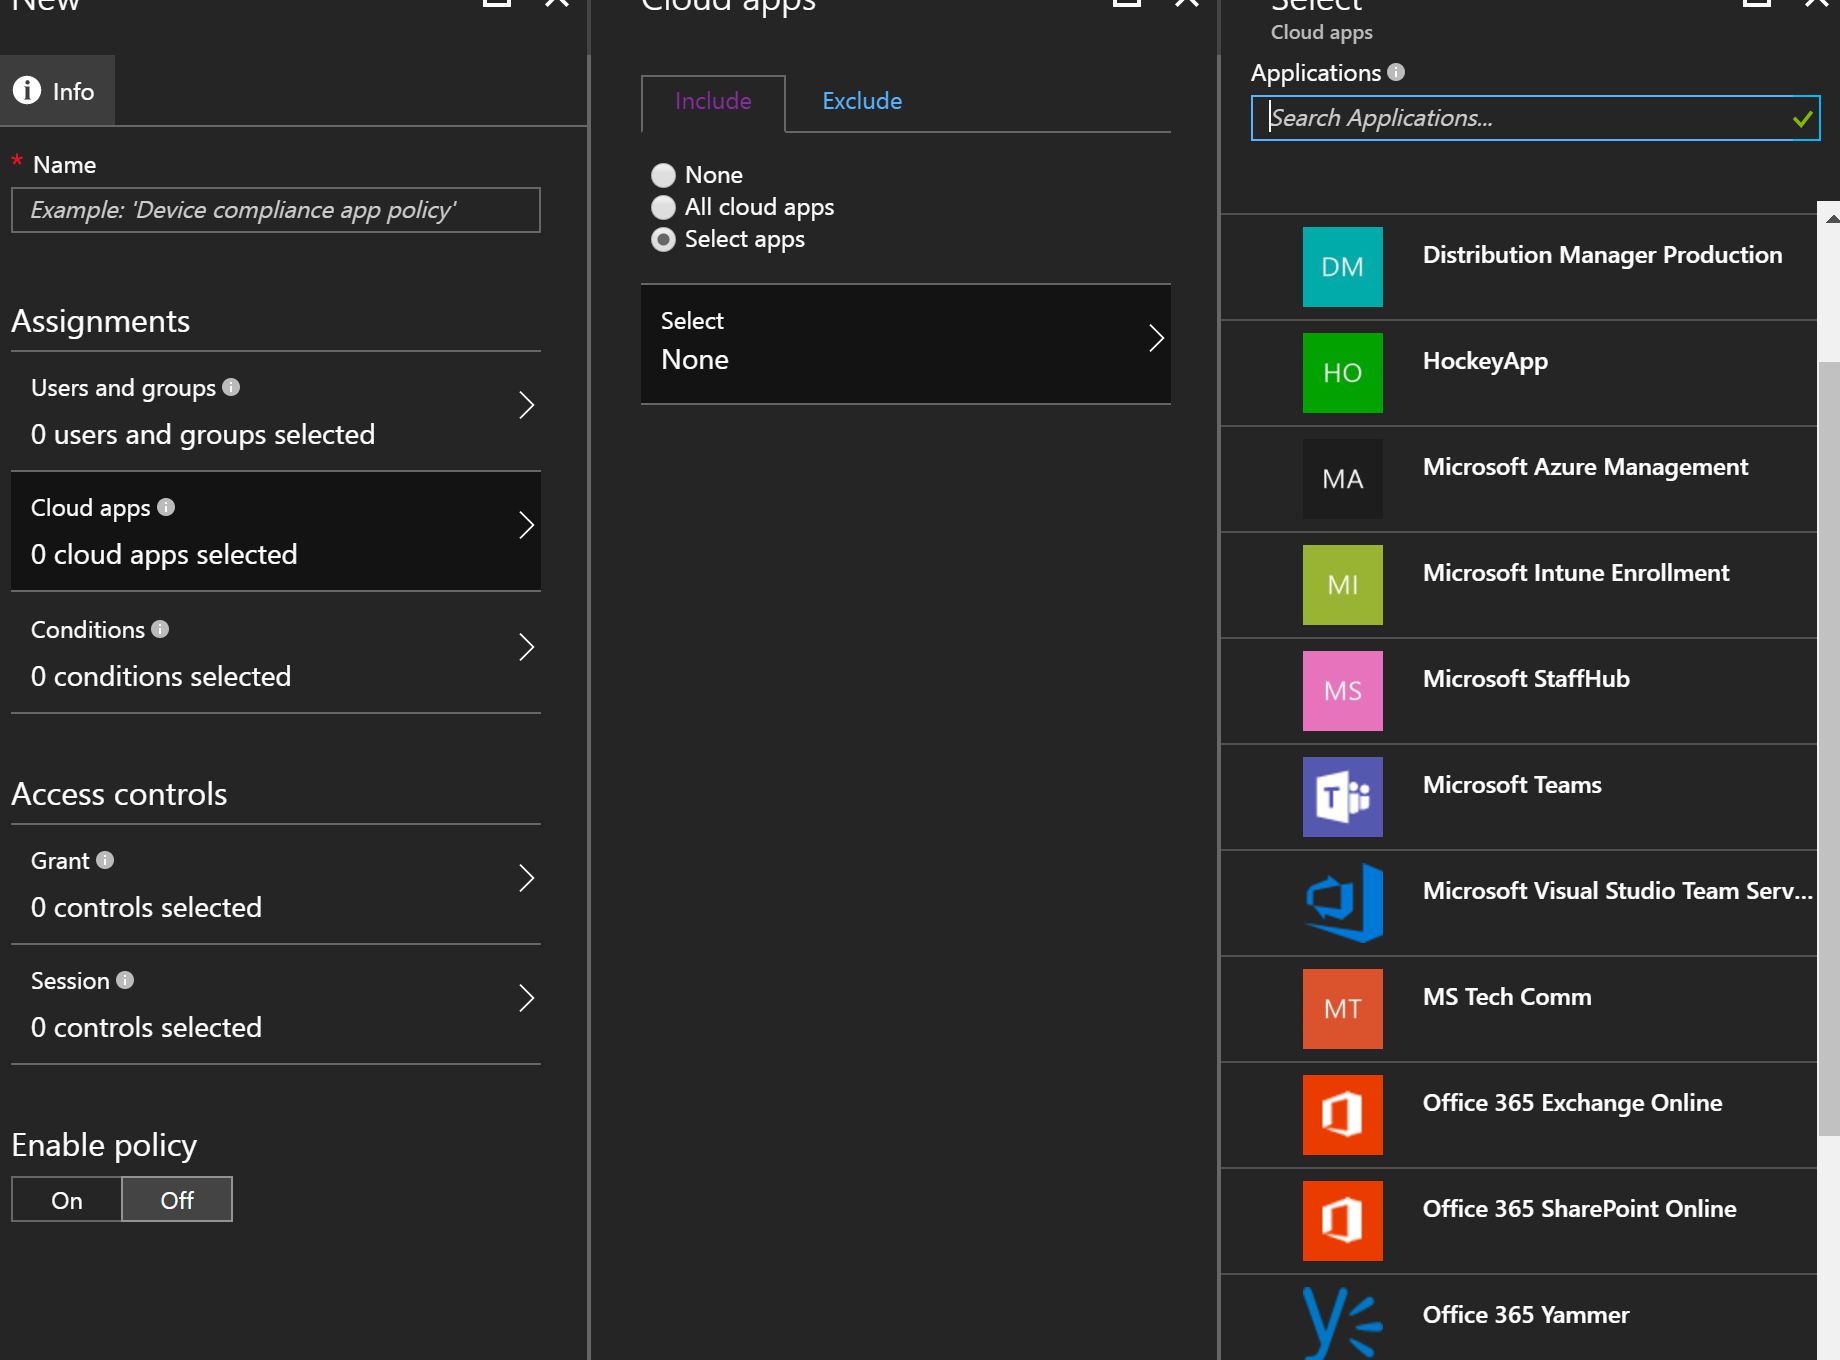 New
Info
* Name
Example: 'Device compliance app policy'
Assignments
Users and groups
0 users and groups selected
Cloud apps
0 cloud apps selected
Conditions
0 conditions selected
Access controls
Grant
0 controls selected
Session
0 controls selected
Enable policy
On Off
Cloud apps
Include Exclude
None
All cloud apps
Select apps
Select
None
Select
Cloud apps
Applications
Search Applications...
DM Distribution Manager Production
HO HockeyApp
MA Microsoft Azure Management
MI Microsoft Intune Enrollment
MS Microsoft StaffHub
T Microsoft Teams
Microsoft Visual Studio Team Serv...
MT MS Tech Comm
Office 365 Exchange Online
Office 365 SharePoint Online
Office 365 Yammer